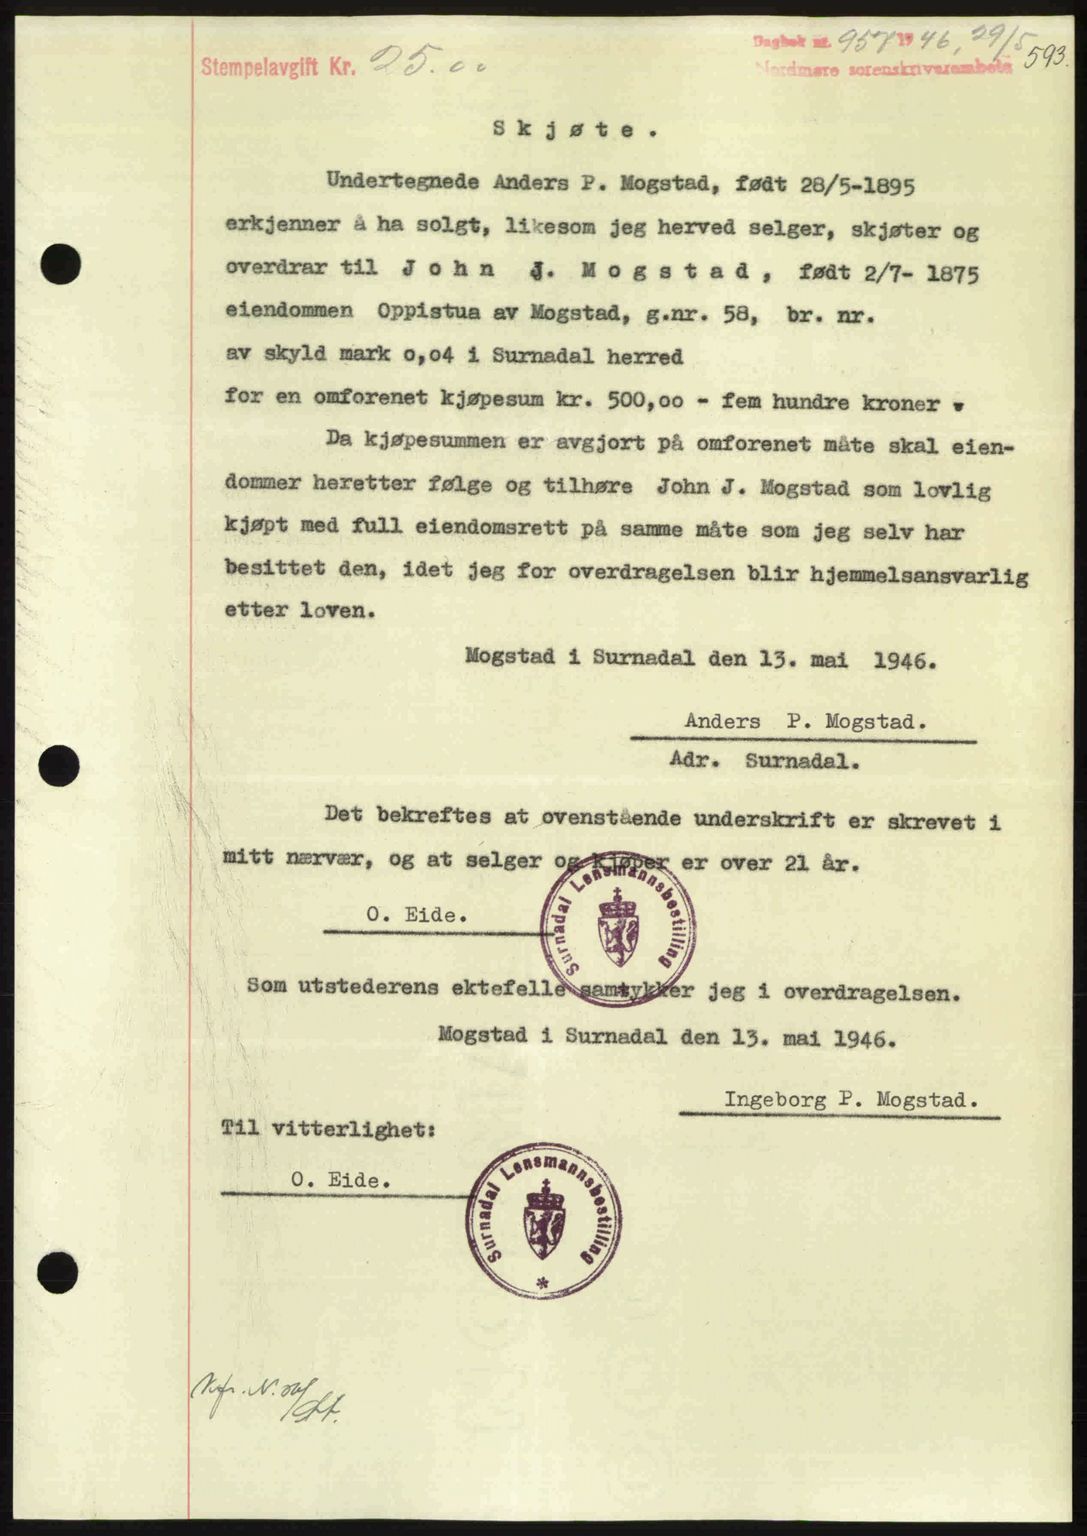 Dagbok nr. 957 1946, 29/5
Stempelavgift Kr. 25.00
Nordmøre sorenskriverembete 593.
Skjøte.
Undertegnede Anders P. Mogstad, født 28/5-1895
erkjenner å ha solgt, likesom jeg herved selger, skjøter og
overdrar til John J. Mogstad, født 2/7- 1875
eiendommen Oppistua av Mogstad, g.nr. 58, br. nr.
av skyld mark 0,04 i Surnadal herred
for en omforenet kjøpesum kr. 500,00 - fem hundre kroner -
Da kjøpesummen er avgjort på omforenet måte skal eien-
dommer heretter følge og tilhøre John J. Mogstad som lovlig
kjøpt med full eiendomsrett på samme måte som jeg selv har
besittet den, idet jeg for overdragelsen blir hjemmelsansvarlig
etter loven.
Mogstad i Surnadal den 13. mai 1946.
Anders P. Mogstad.
Adr. Surnadal.
Det bekreftes at ovenstående underskrift er skrevet i
mitt nærvær, og at selger og kjøper er over 21 år.
O. Eide.
Surnadal Lensmannsbestilling
Som utstederens ektefelle samtykker jeg i overdragelsen.
Mogstad i Surnadal den 13. mai 1946.
Ingeborg P. Mogstad.
Til vitterlighet:
O. Eide.
Surnadal Lensmannsbestilling